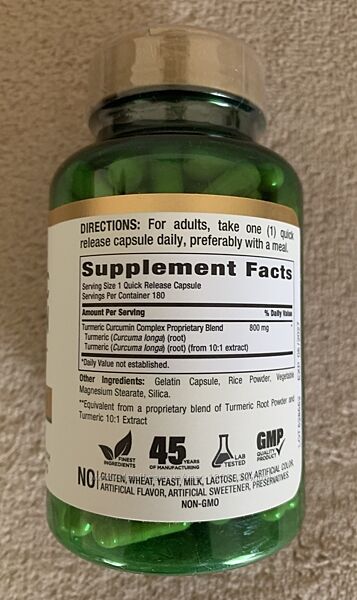 DIRECTIONS: For adults, take one (1) quick
release capsule daily, preferably with a meal.
Supplement Facts
Serving Size 1 Quick Release Capsule
Servings Per Container 180
Amount Per Serving % Daily Value
Turmeric Curcumin Complex Proprietary Blend 800 mg *
Turmeric (Curcuma longa) (root)
Turmeric (Curcuma longa) (root) (from 10:1 extract)
*Daily Value not established.
Other Ingredients: Gelatin Capsule, Rice Powder, Vegetable
Magnesium Stearate, Silica.
**Equivalent from a proprietary blend of Turmeric Root Powder and
Turmeric 10:1 Extract
FINEST
INGREDIENTS
45 YEARS
OF MANUFACTURING
LAB
TESTED
GMP
QUALITY
PRODUCT
NO GLUTEN, WHEAT, YEAST, MILK, LACTOSE, SOY, ARTIFICIAL COLOR,
ARTIFICIAL FLAVOR, ARTIFICIAL SWEETENER, PRESERVATIVES.
NON-GMO